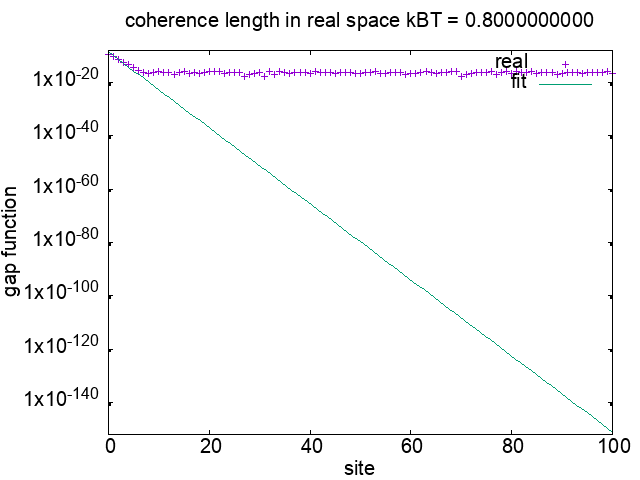 coherence length in real space kBT = 0.8000000000
real
fit
1x10-20
1x10-40
1x10-60
1x10-80
1x10-100
1x10-120
1x10-140
gap function
0 20 40 60 80 100
site